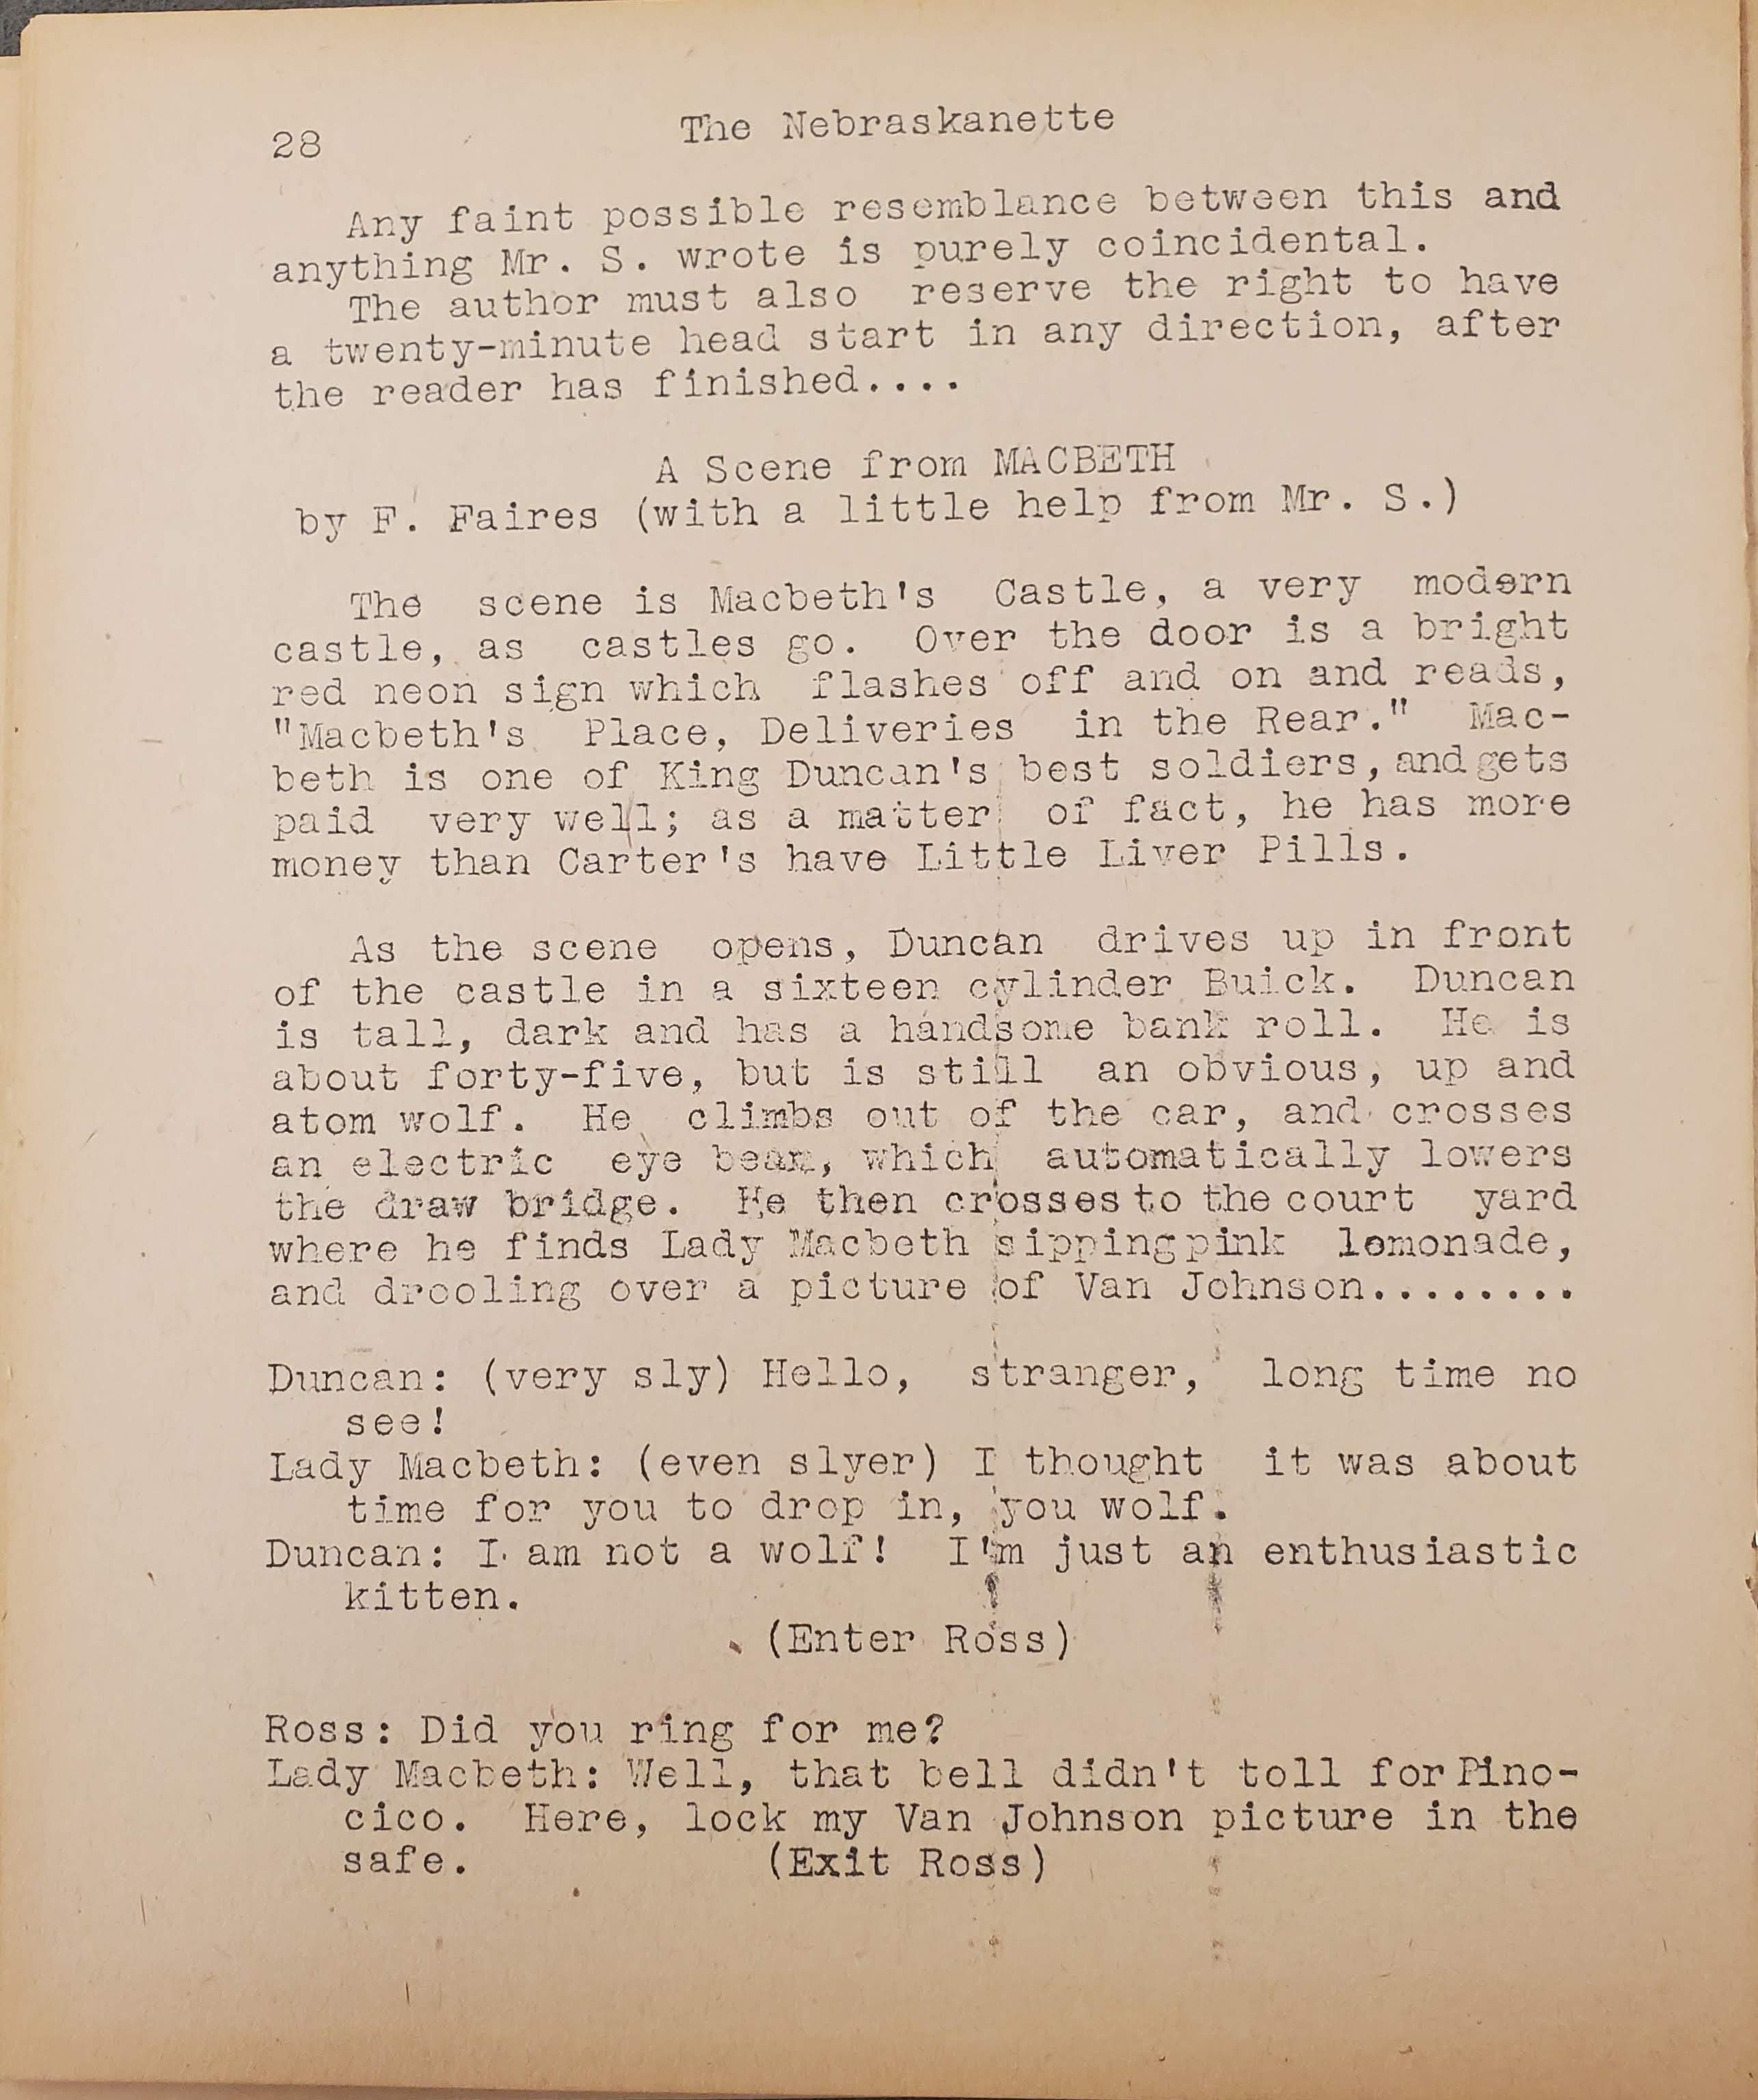 28
The Nebraskanette
Any faint possible resemblance between this and
anything Mr. S. wrote is purely coincidental.
The author must also reserve the right to have
a twenty-minute head start in any direction, after
the reader has finished....
A Scene from MACBETH
by F. Faires (with a little help from Mr. S.)
The scene is Macbeth's Castle, a very modern
castle, as castles go. Over the door is a bright
red neon sign which flashes off and on and reads,
"Macbeth's Place, Deliveries in the Rear." Mac-
beth is one of King Duncan's best soldiers, and gets
paid very well; as a matter of fact, he has more
money than Carter's have Little Liver Pills.
As the scene opens, Duncan drives up in front
of the castle in a sixteen cylinder Buick. Duncan
is tall, dark and has a handsome bank roll. He is
about forty-five, but is still an obvious, up and
atom wolf. He climbs out of the car, and crosses
an electric eye beam, which automatically lowers
the draw bridge. He then crosses to the court yard
where he finds Lady Macbeth sipping pink lemonade,
and drooling over a picture of Van Johnson........
Duncan: (very sly) Hello, stranger, long time no
see!
Lady Macbeth: (even slyer) I thought it was about
time for you to drop in, you wolf.
Duncan: I am not a wolf! I'm just an enthusiastic
kitten.
(Enter Ross)
Ross: Did you ring for me?
Lady Macbeth: Well, that bell didn't toll for Pino-
cico. Here, lock my Van Johnson picture in the
safe. (Exit Ross)